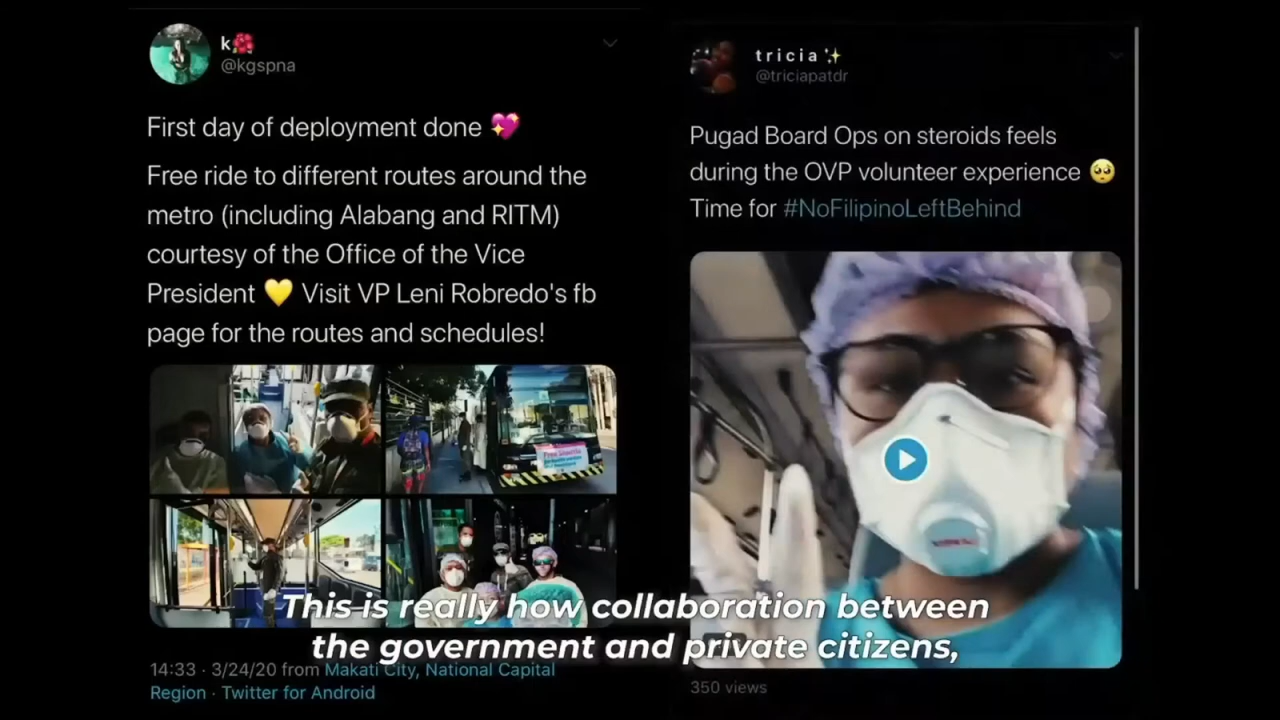 k
@kgspna
First day of deployment done
Free ride to different routes around the
metro (including Alabang and RITM)
courtesy of the Office of the Vice
President 💛 Visit VP Leni Robredo's fb
page for the routes and schedules!
14:33 · 3/24/20 from Makati City, National Capital
Region · Twitter for Android
tricia
@triciapatdr
Pugad Board Ops on steroids feels
during the OVP volunteer experience 🥺
Time for #NoFilipinoLeftBehind
350 views
This is really how collaboration between
the government and private citizens,